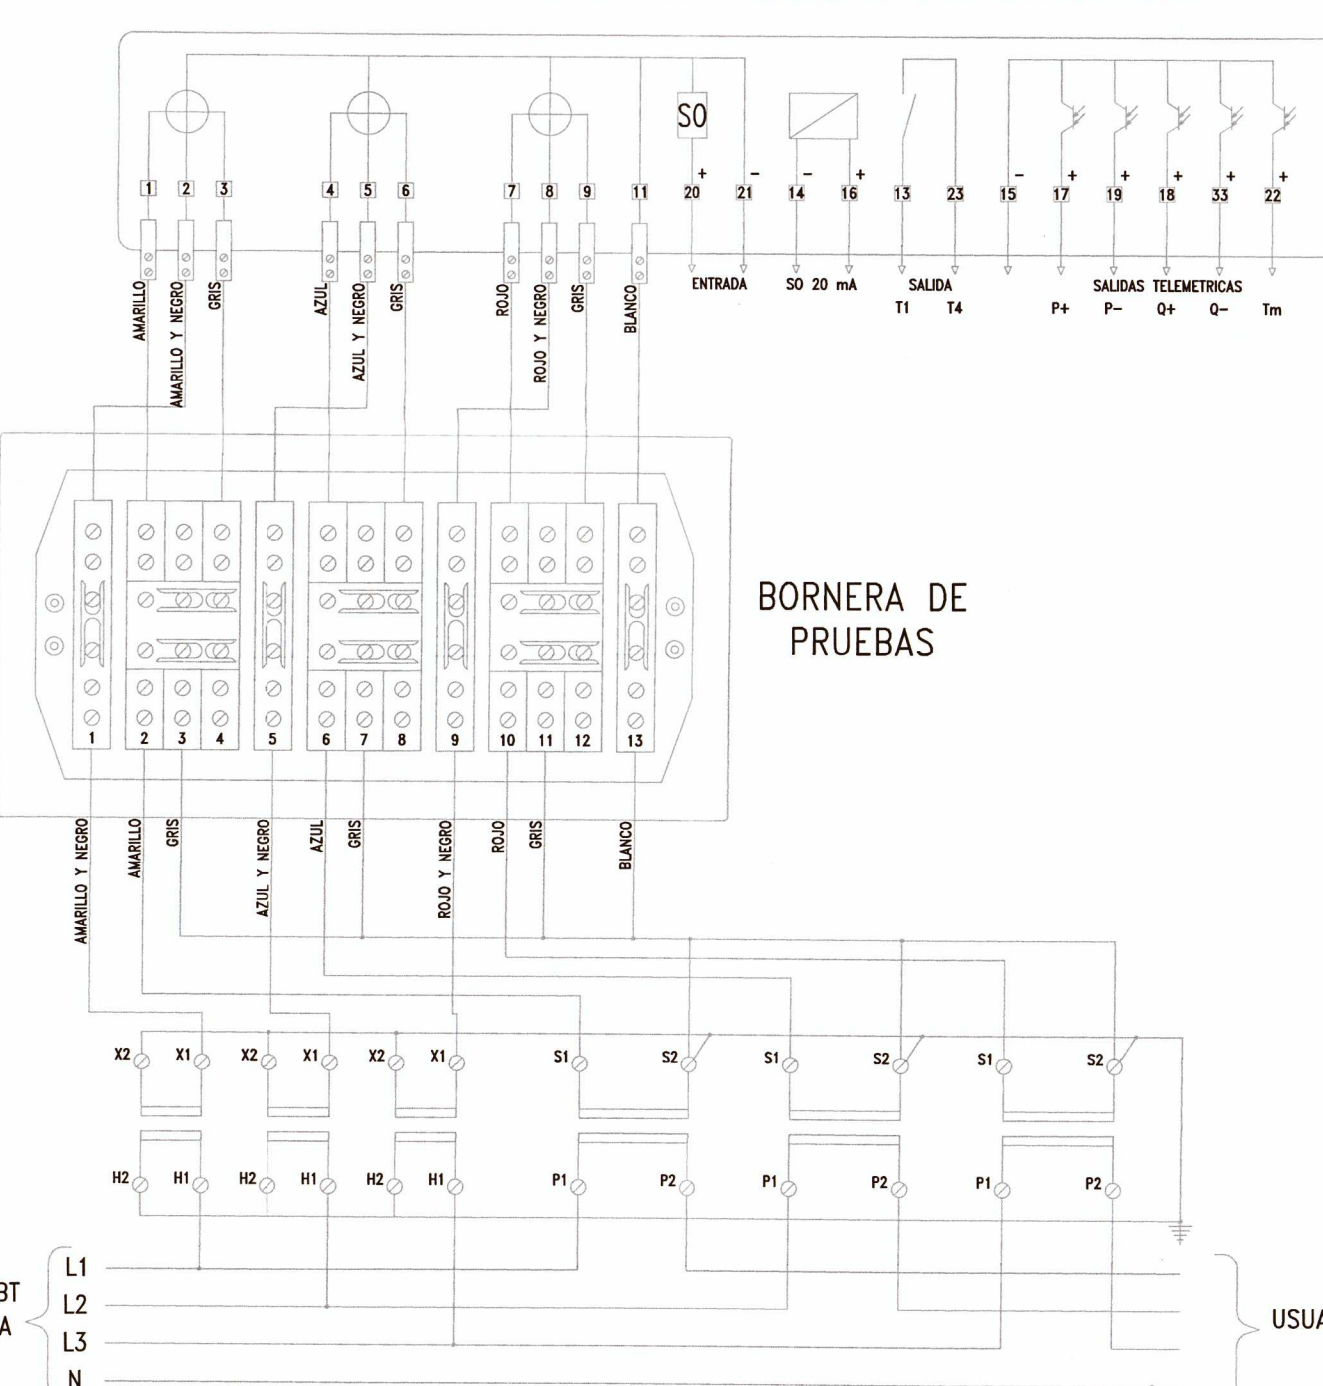 1 2 3 4 5 6 7 8 9 11 20 21 14 16 13 23 15 17 19 18 33 22
SO
+ − − + − + + + + +
AMARILLO
AMARILLO Y NEGRO
GRIS
AZUL
AZUL Y NEGRO
GRIS
ROJO
ROJO Y NEGRO
GRIS
BLANCO
ENTRADA
SO 20 mA
SALIDA
T1 T4
SALIDAS TELEMETRICAS
P+ P− Q+ Q− Tm
BORNERA DE
PRUEBAS
1 2 3 4 5 6 7 8 9 10 11 12 13
AMARILLO Y NEGRO
AMARILLO
GRIS
AZUL Y NEGRO
AZUL
GRIS
ROJO Y NEGRO
ROJO
GRIS
BLANCO
X2 X1 X2 X1 X2 X1 S1 S2 S1 S2 S1 S2
H2 H1 H2 H1 H2 H1 P1 P2 P1 P2 P1 P2
L1
L2
L3
N
BT
A
USUA